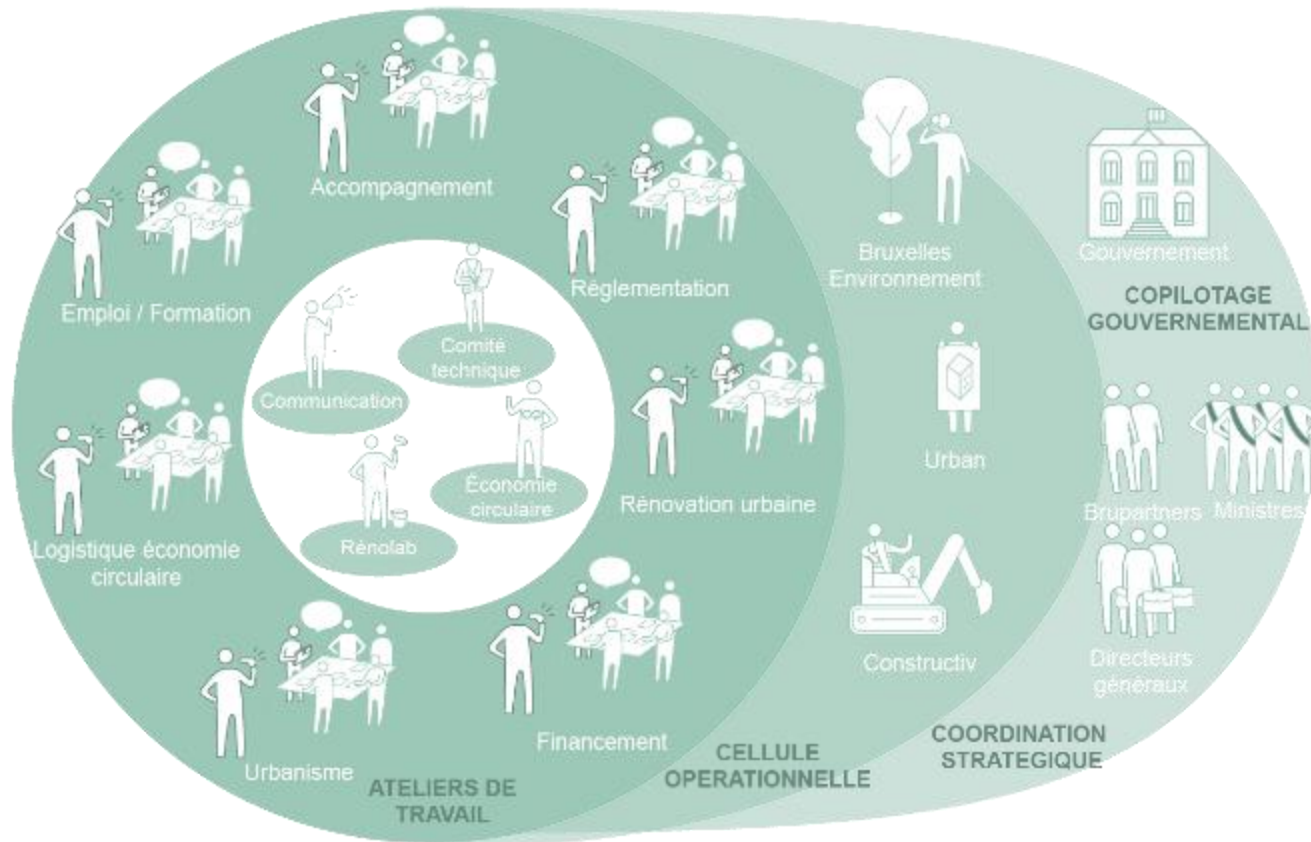 Accompagnement
Emploi / Formation
Réglementation
Communication
Comité
technique
Économie
circulaire
Rénolab
Logistique économie
circulaire
Rénovation urbaine
Urbanisme
Financement
ATELIERS DE
TRAVAIL
Bruxelles
Environnement
Urban
Constructiv
CELLULE
OPERATIONNELLE
Gouvernement
COPILOTAGE
GOUVERNEMENTAL
Brupartners
Ministres
Directeurs
généraux
COORDINATION
STRATEGIQUE